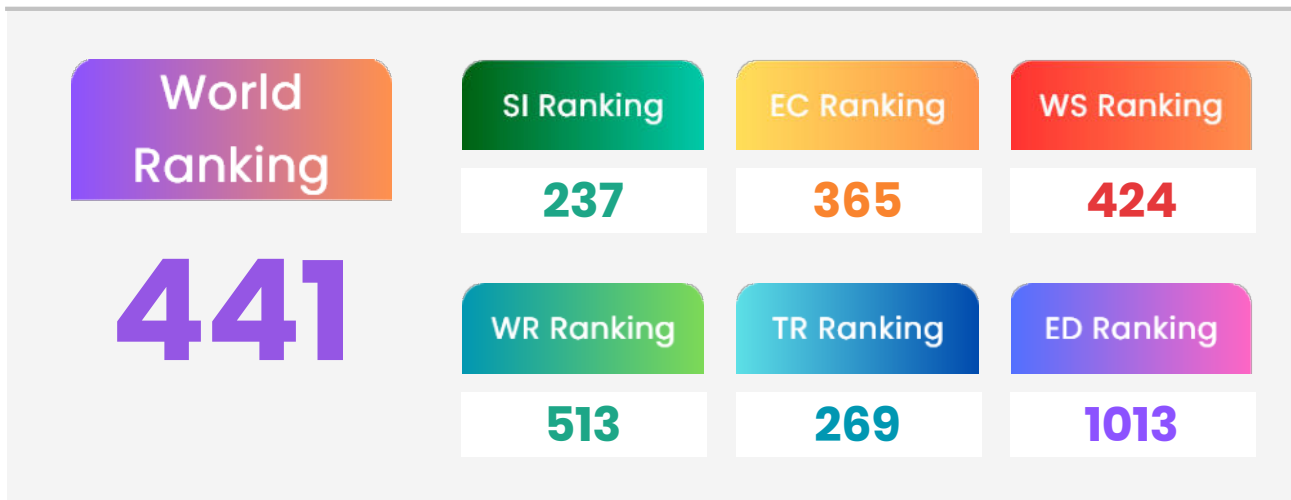 World
Ranking
441
SI Ranking
EC Ranking
WS Ranking
237
365
424
WR Ranking
TR Ranking
ED Ranking
513
269
1013